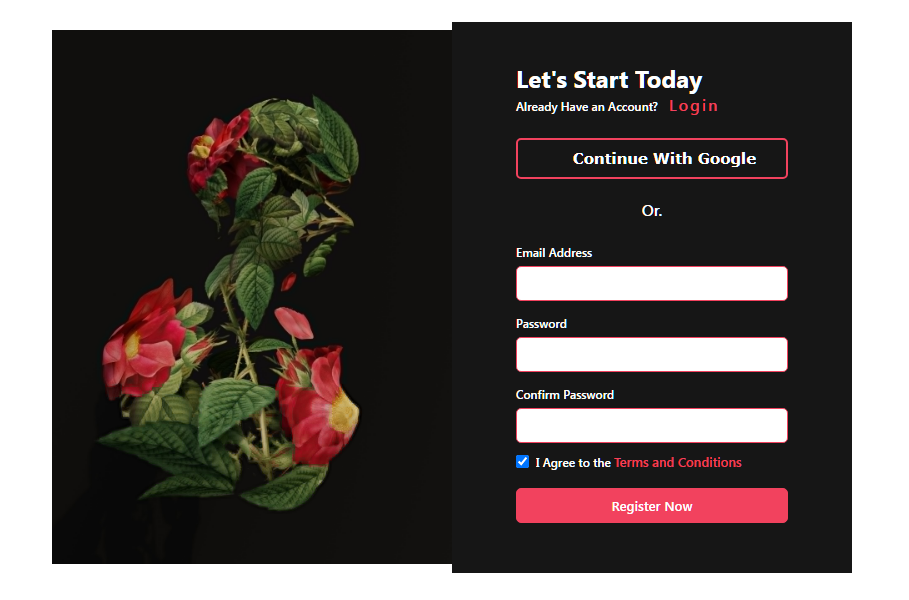 Let's Start Today
Already Have an Account? Login
Continue With Google
Or.
Email Address
Password
Confirm Password
I Agree to the Terms and Conditions
Register Now